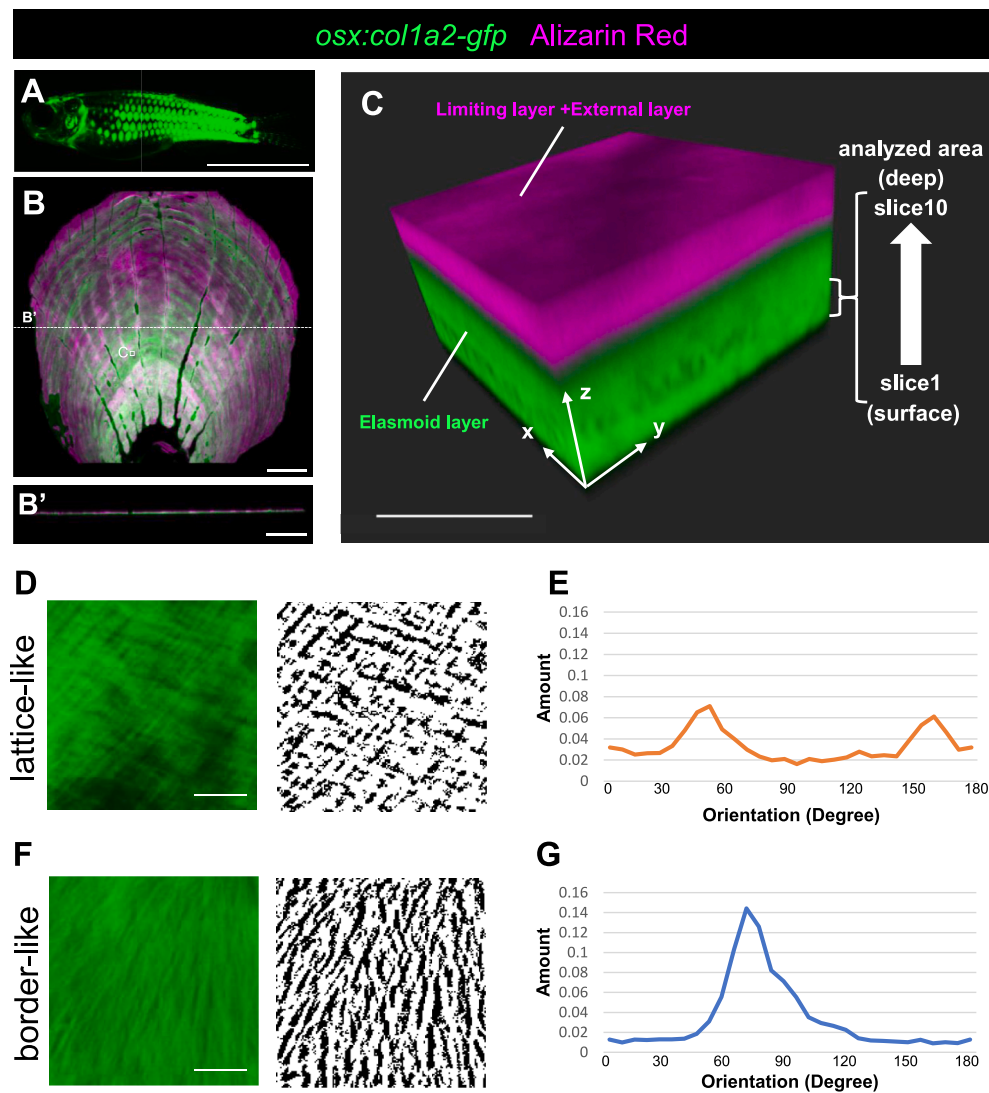 osx:col1a2-gfp Alizarin Red
A
B
B'
C
B'
C
Limiting layer +External layer
Elasmoid layer
x
z
y
analyzed area
(deep)
slice10
slice1
(surface)
D
lattice-like
E
Amount
0.16
0.14
0.12
0.1
0.08
0.06
0.04
0.02
0
0 30 60 90 120 150 180
Orientation (Degree)
F
border-like
G
Amount
0.16
0.14
0.12
0.1
0.08
0.06
0.04
0.02
0
0 30 60 90 120 150 180
Orientation (Degree)